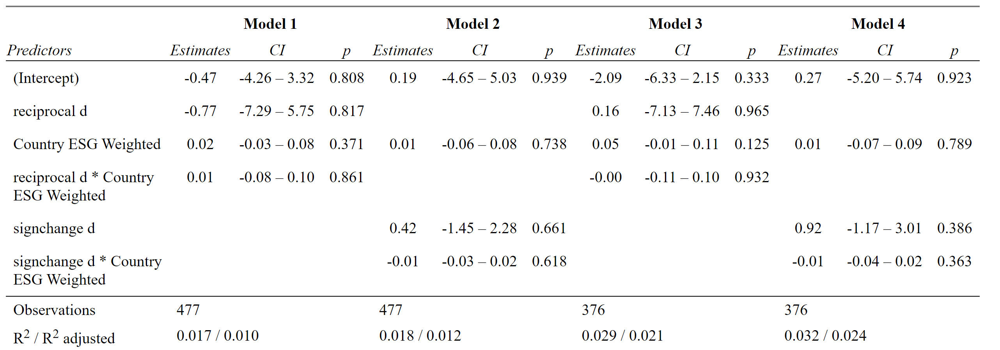 Model 1 Model 2 Model 3 Model 4
Predictors Estimates CI p Estimates CI p Estimates CI p Estimates CI p
(Intercept) -0.47 -4.26 – 3.32 0.808 0.19 -4.65 – 5.03 0.939 -2.09 -6.33 – 2.15 0.333 0.27 -5.20 – 5.74 0.923
reciprocal d -0.77 -7.29 – 5.75 0.817 0.16 -7.13 – 7.46 0.965
Country ESG Weighted 0.02 -0.03 – 0.08 0.371 0.01 -0.06 – 0.08 0.738 0.05 -0.01 – 0.11 0.125 0.01 -0.07 – 0.09 0.789
reciprocal d * Country 0.01 -0.08 – 0.10 0.861 -0.00 -0.11 – 0.10 0.932
ESG Weighted
signchange d 0.42 -1.45 – 2.28 0.661 0.92 -1.17 – 3.01 0.386
signchange d * Country -0.01 -0.03 – 0.02 0.618 -0.01 -0.04 – 0.02 0.363
ESG Weighted
Observations 477 477 376 376
R² / R² adjusted 0.017 / 0.010 0.018 / 0.012 0.029 / 0.021 0.032 / 0.024